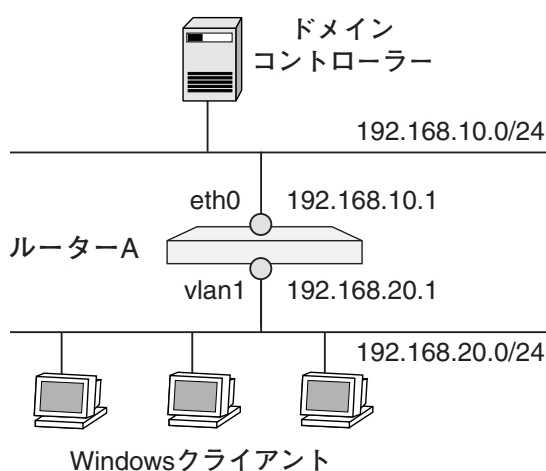 ドメイン
コントローラー
192.168.10.0/24
eth0
192.168.10.1
ルーターA
vlan1
192.168.20.1
192.168.20.0/24
Windowsクライアント